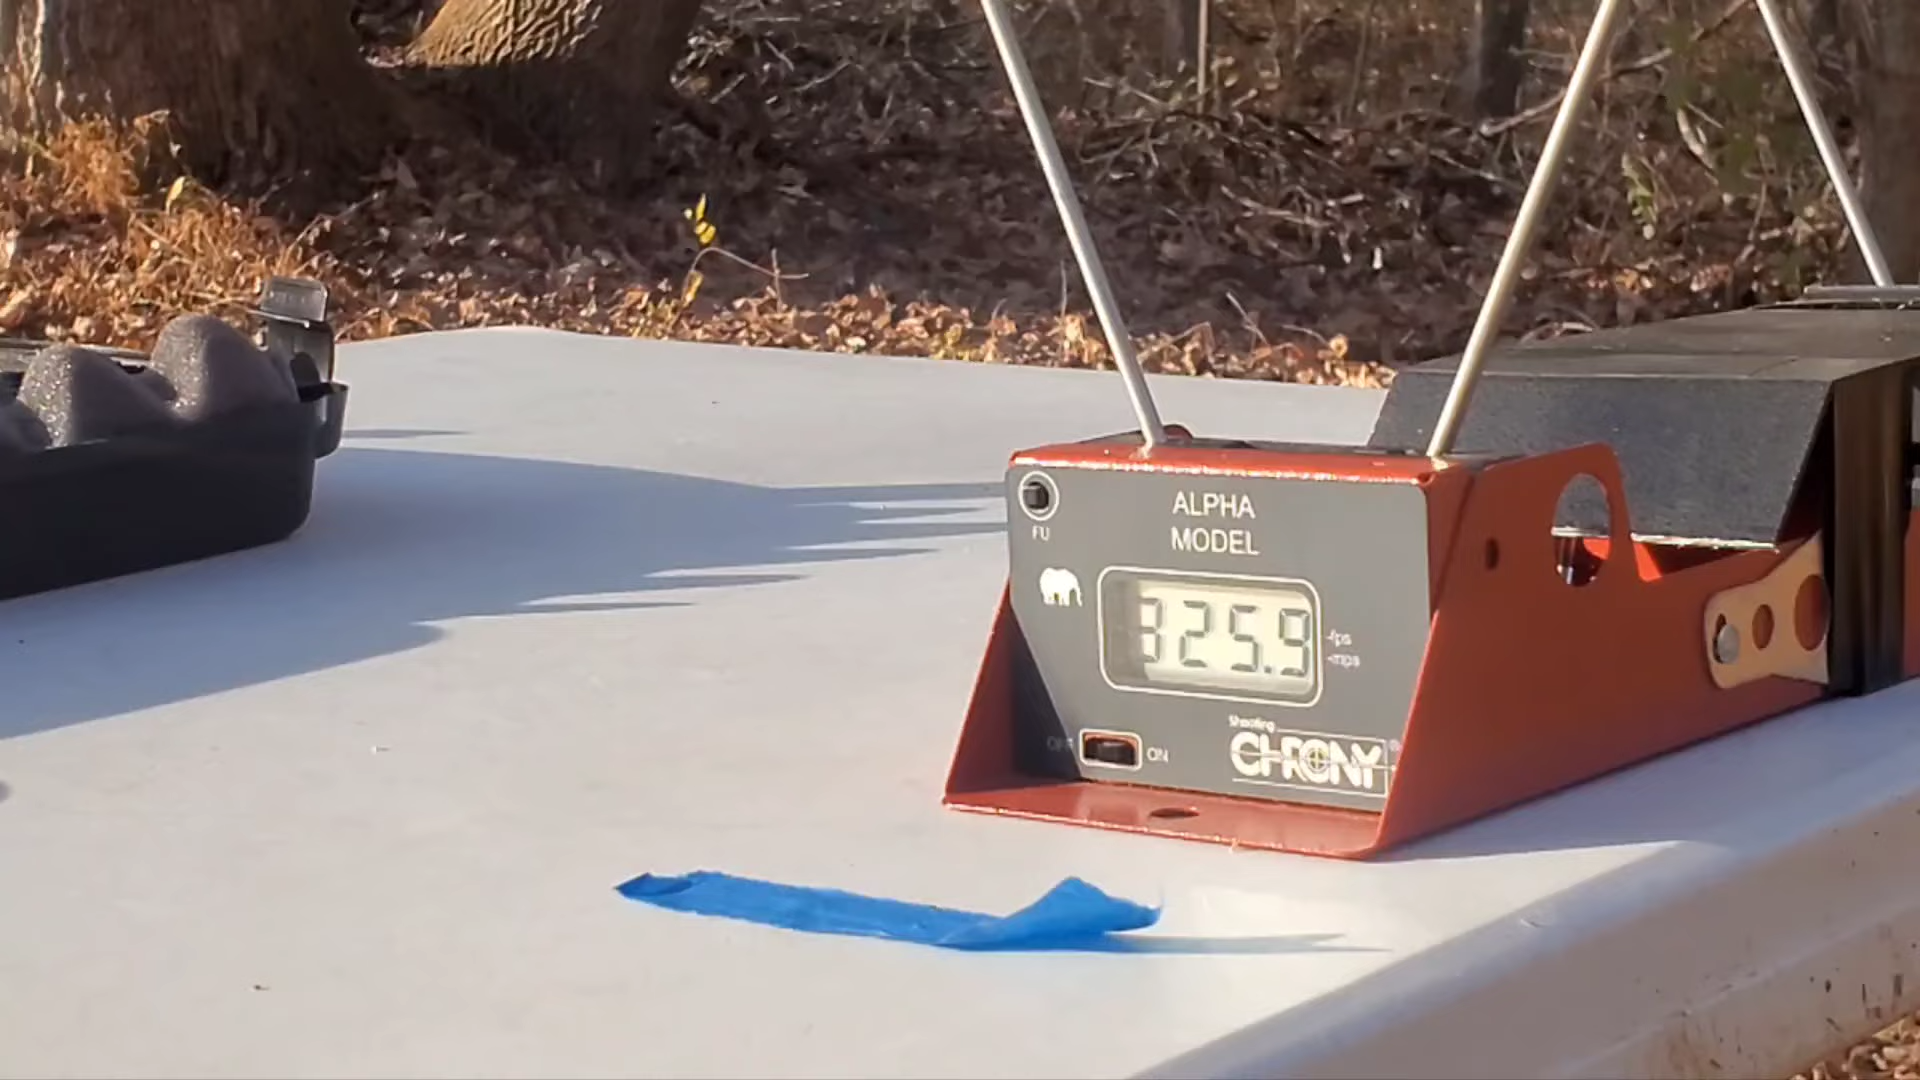 ALPHA
MODEL
FU
325.9
-fps
-mps
OFF
ON
Shooting
CHRONY